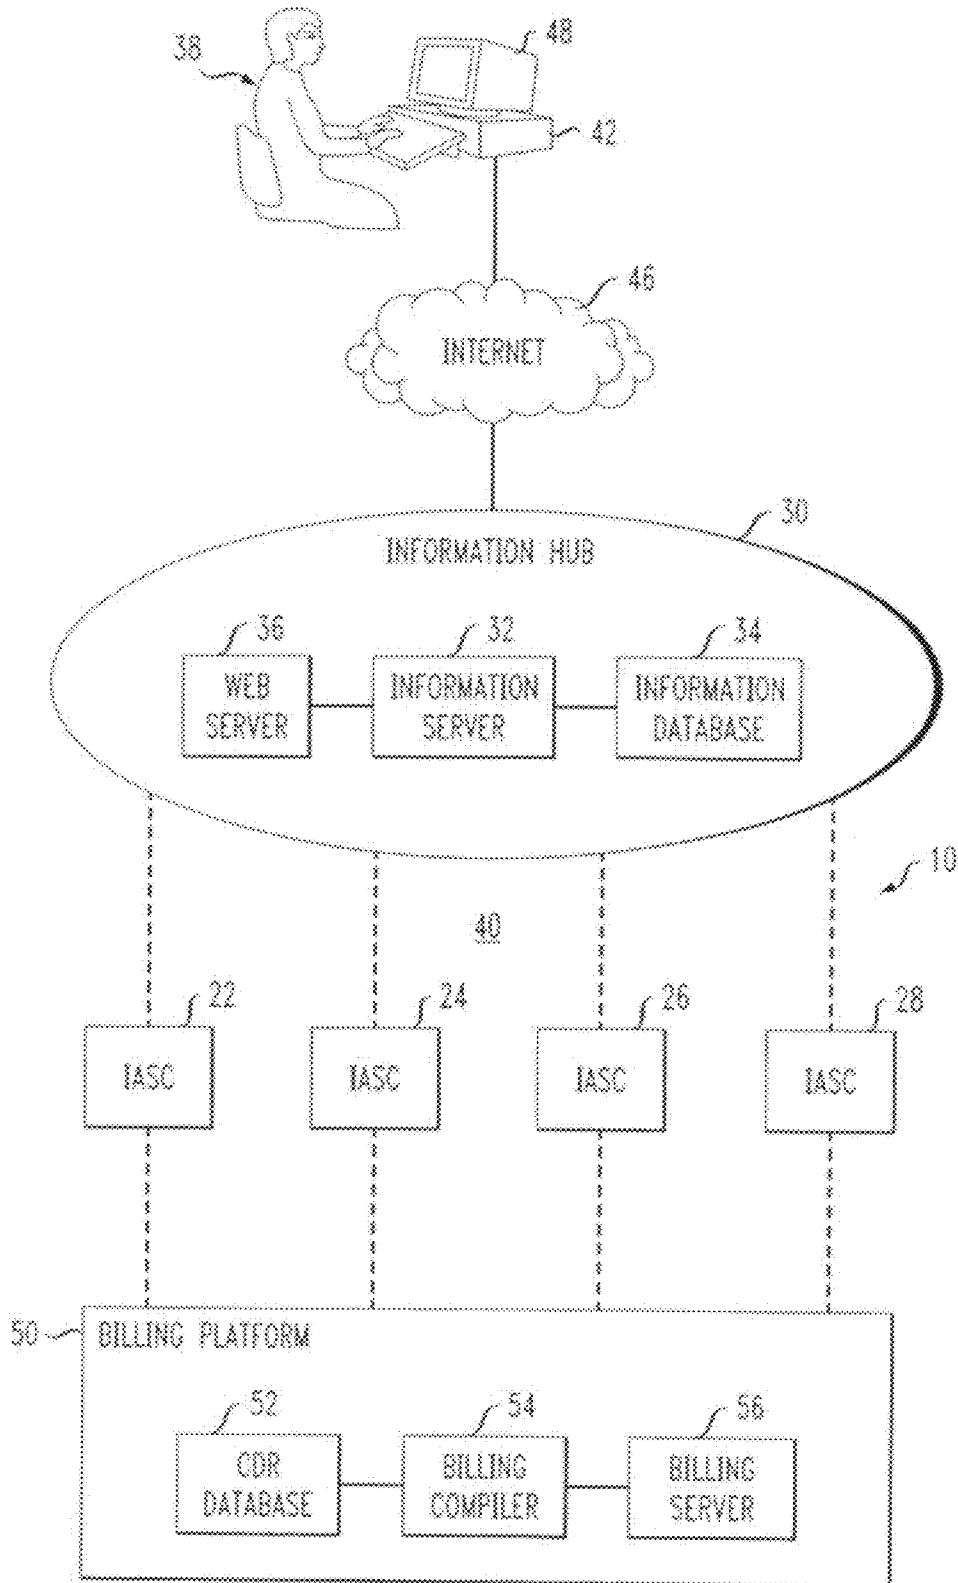 38
48
42
46
INTERNET
30
INFORMATION HUB
36
32
34
WEB
SERVER
INFORMATION
SERVER
INFORMATION
DATABASE
10
40
22
24
26
28
IASC
IASC
IASC
IASC
50
BILLING PLATFORM
52
54
56
CDR
DATABASE
BILLING
COMPILER
BILLING
SERVER